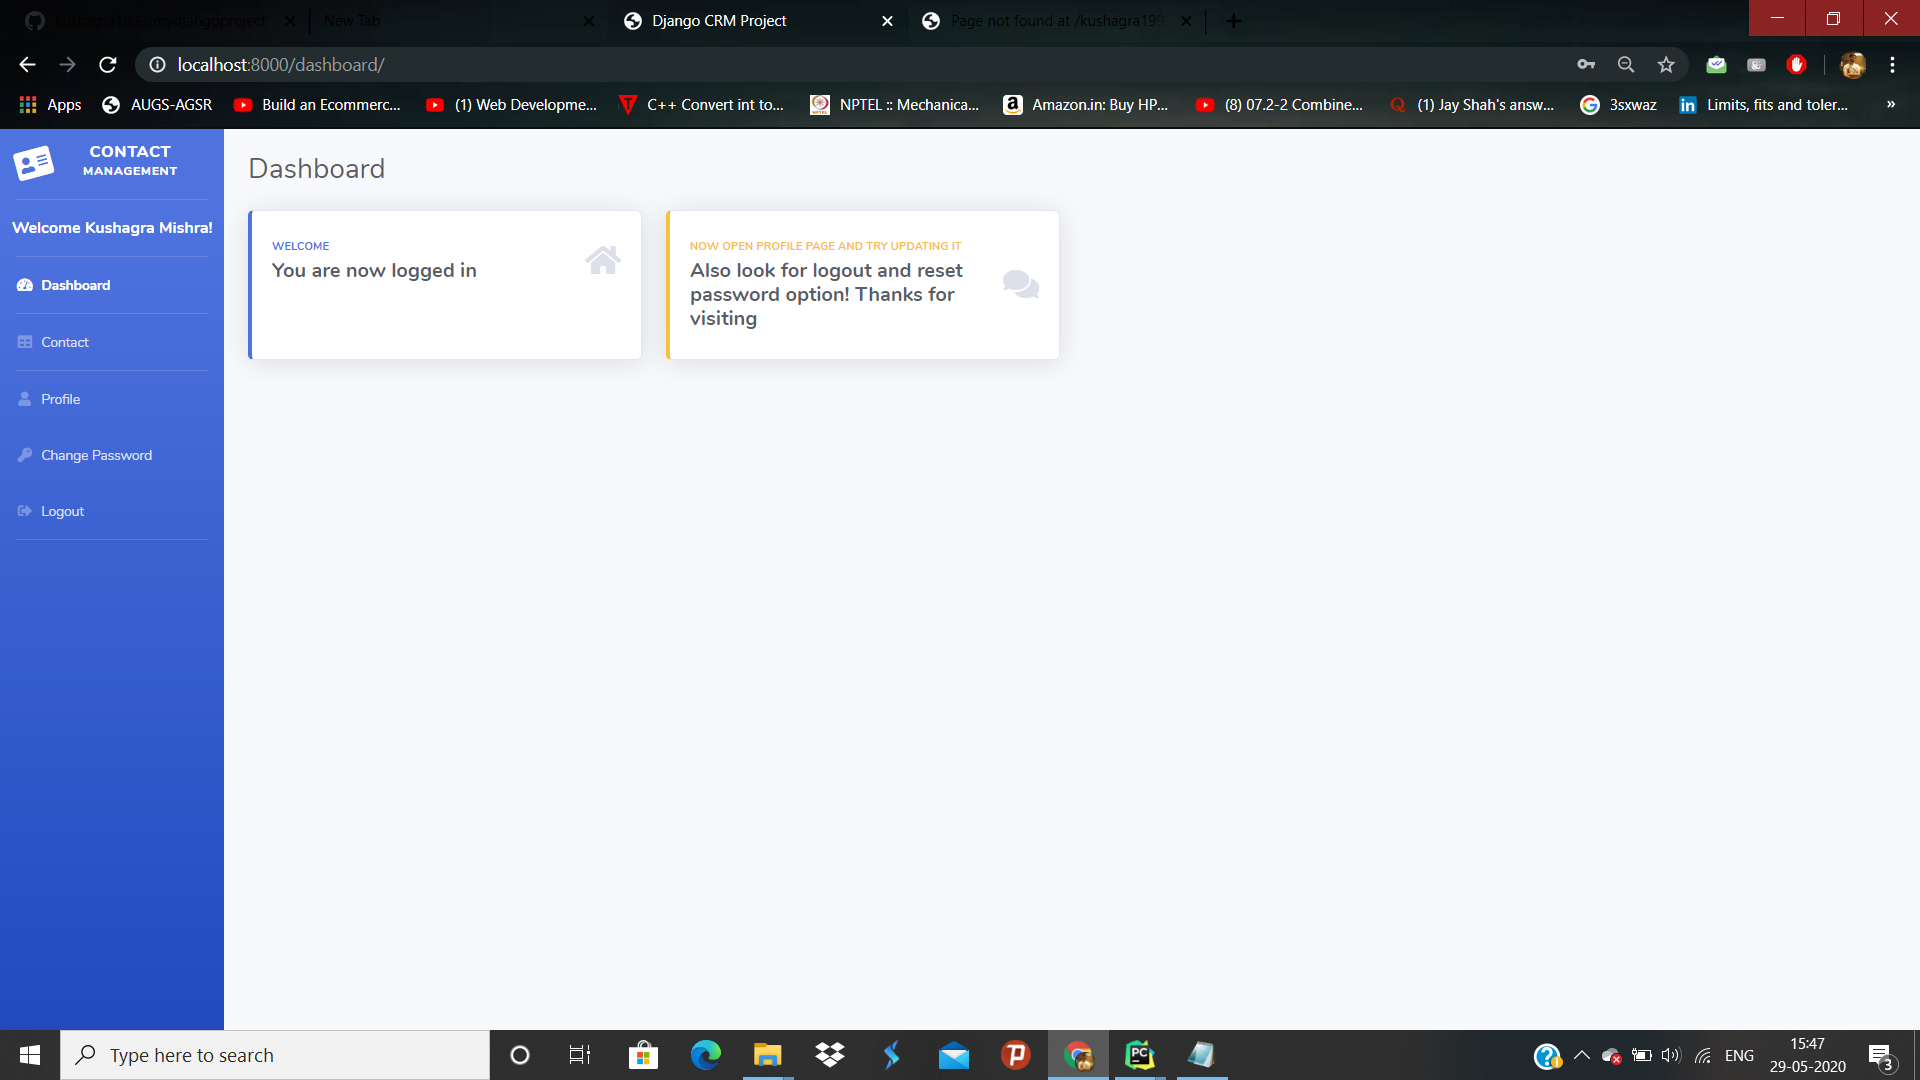 kushagra1999/mydjangoproject
New Tab
Django CRM Project
Page not found at /kushagra199
localhost:8000/dashboard/
Apps
AUGS-AGSR
Build an Ecommerc...
(1) Web Developme...
C++ Convert int to...
NPTEL :: Mechanica...
Amazon.in: Buy HP...
(8) 07.2-2 Combine...
(1) Jay Shah's answ...
3sxwaz
Limits, fits and toler...
»
CONTACT
MANAGEMENT
Welcome Kushagra Mishra!
Dashboard
Contact
Profile
Change Password
Logout
Dashboard
WELCOME
You are now logged in
NOW OPEN PROFILE PAGE AND TRY UPDATING IT
Also look for logout and reset
password option! Thanks for
visiting
Type here to search
ENG
15:47
29-05-2020
3